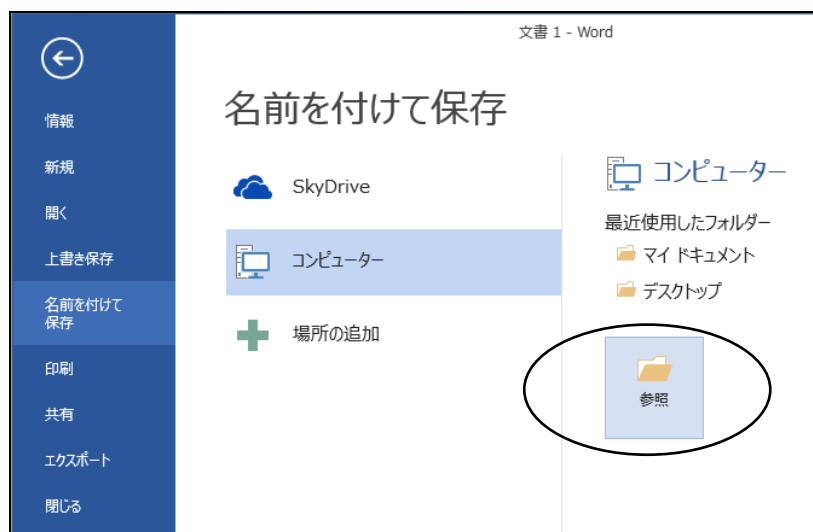 文書 1 - Word
情報
新規
開く
上書き保存
名前を付けて
保存
印刷
共有
エクスポート
閉じる
名前を付けて保存
SkyDrive
コンピューター
場所の追加
コンピューター
最近使用したフォルダー
マイ ドキュメント
デスクトップ
参照